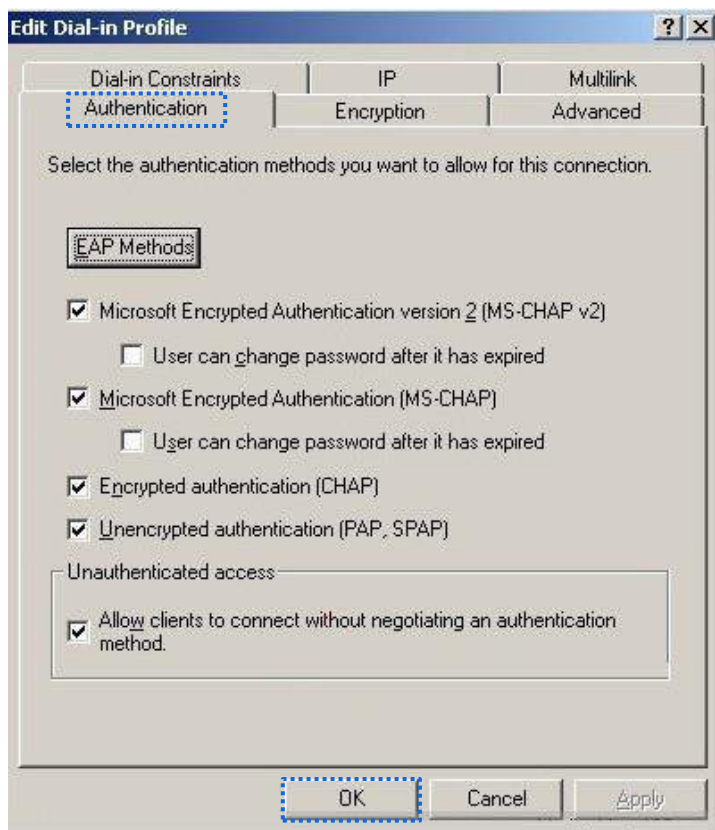 Edit Dial-in Profile
Dial-in Constraints IP Multilink
Authentication Encryption Advanced
Select the authentication methods you want to allow for this connection.
EAP Methods
Microsoft Encrypted Authentication version 2 (MS-CHAP v2)
User can change password after it has expired
Microsoft Encrypted Authentication (MS-CHAP)
User can change password after it has expired
Encrypted authentication (CHAP)
Unencrypted authentication (PAP, SPAP)
Unauthenticated access
Allow clients to connect without negotiating an authentication
method.
OK Cancel Apply